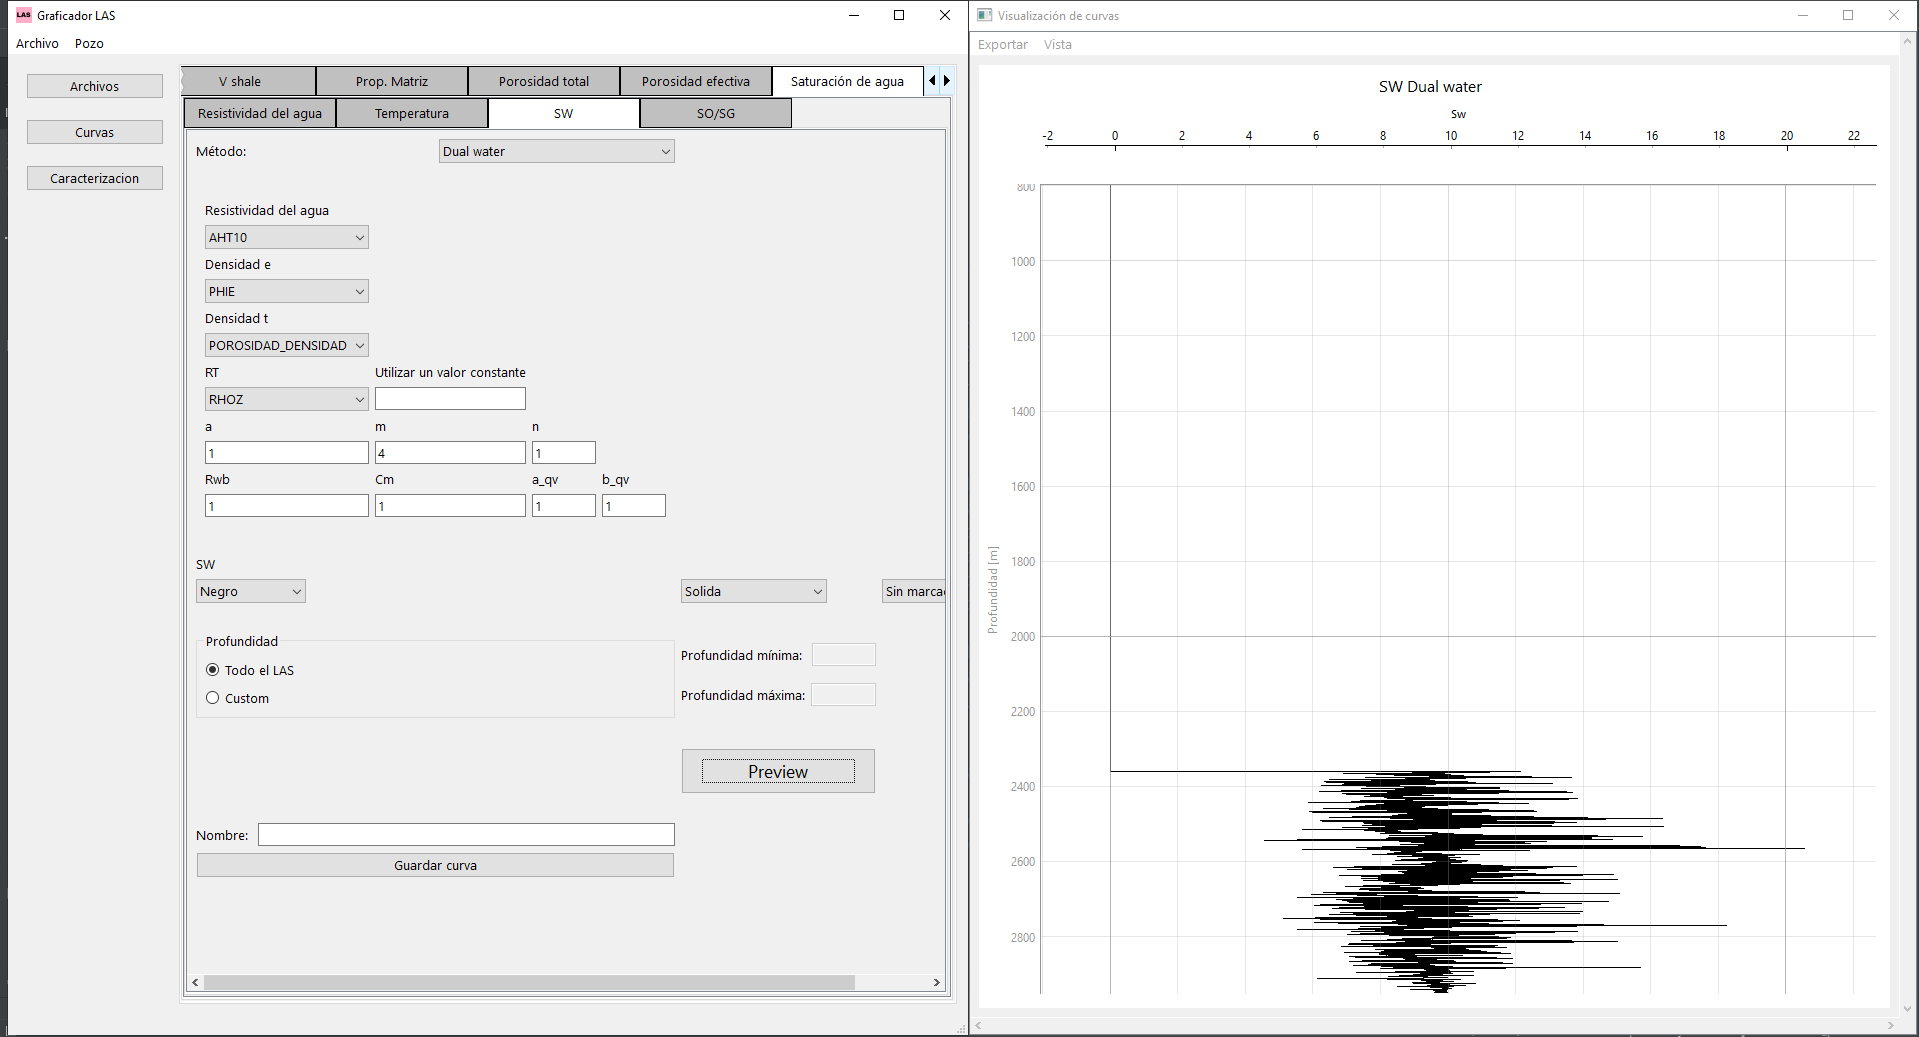 LAS Graficador LAS
Archivo Pozo
Archivos
Curvas
Caracterizacion
V shale Prop. Matriz Porosidad total Porosidad efectiva Saturación de agua
Resistividad del agua Temperatura SW SO/SG
Método: Dual water
Resistividad del agua
AHT10
Densidad e
PHIE
Densidad t
POROSIDAD_DENSIDAD
RT Utilizar un valor constante
RHOZ
a m n
1 4 1
Rwb Cm a_qv b_qv
1 1 1 1
SW
Negro Solida Sin marcad
Profundidad
Todo el LAS
Custom
Profundidad mínima:
Profundidad máxima:
Preview
Nombre:
Guardar curva
Visualización de curvas
Exportar Vista
SW Dual water
Sw
-2 0 2 4 6 8 10 12 14 16 18 20 22
800
1000
1200
1400
1600
1800
2000
2200
2400
2600
2800
Profundidad [m]